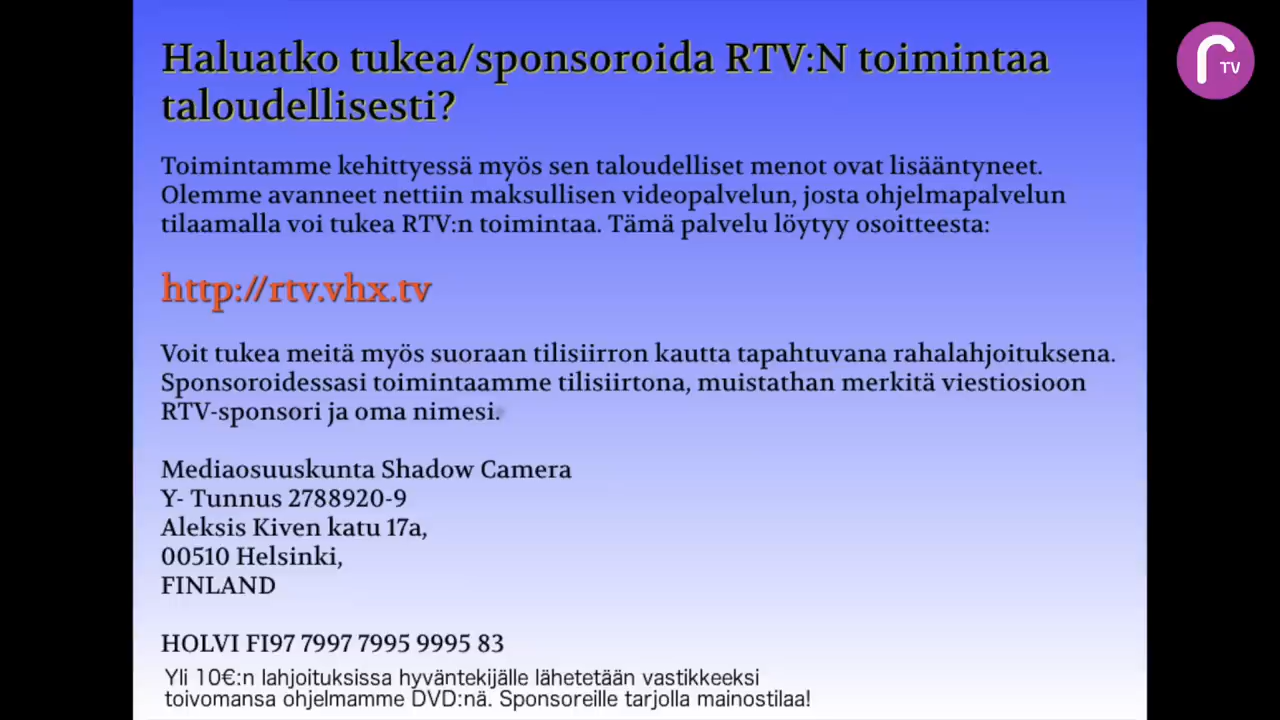 Haluatko tukea/sponsoroida RTV:N toimintaa
taloudellisesti?
Toimintamme kehittyessä myös sen taloudelliset menot ovat lisääntyneet.
Olemme avanneet nettiin maksullisen videopalvelun, josta ohjelmapalvelun
tilaamalla voi tukea RTV:n toimintaa. Tämä palvelu löytyy osoitteesta:
http://rtv.vhx.tv
Voit tukea meitä myös suoraan tilisiirron kautta tapahtuvana rahalahjoituksena.
Sponsoroidessasi toimintaamme tilisiirtona, muistathan merkitä viestiosioon
RTV-sponsori ja oma nimesi.
Mediaosuuskunta Shadow Camera
Y- Tunnus 2788920-9
Aleksis Kiven katu 17a,
00510 Helsinki,
FINLAND
HOLVI FI97 7997 7995 9995 83
Yli 10€:n lahjoituksissa hyväntekijälle lähetetään vastikkeeksi
toivomansa ohjelmamme DVD:nä. Sponsoreille tarjolla mainostilaa!
r TV